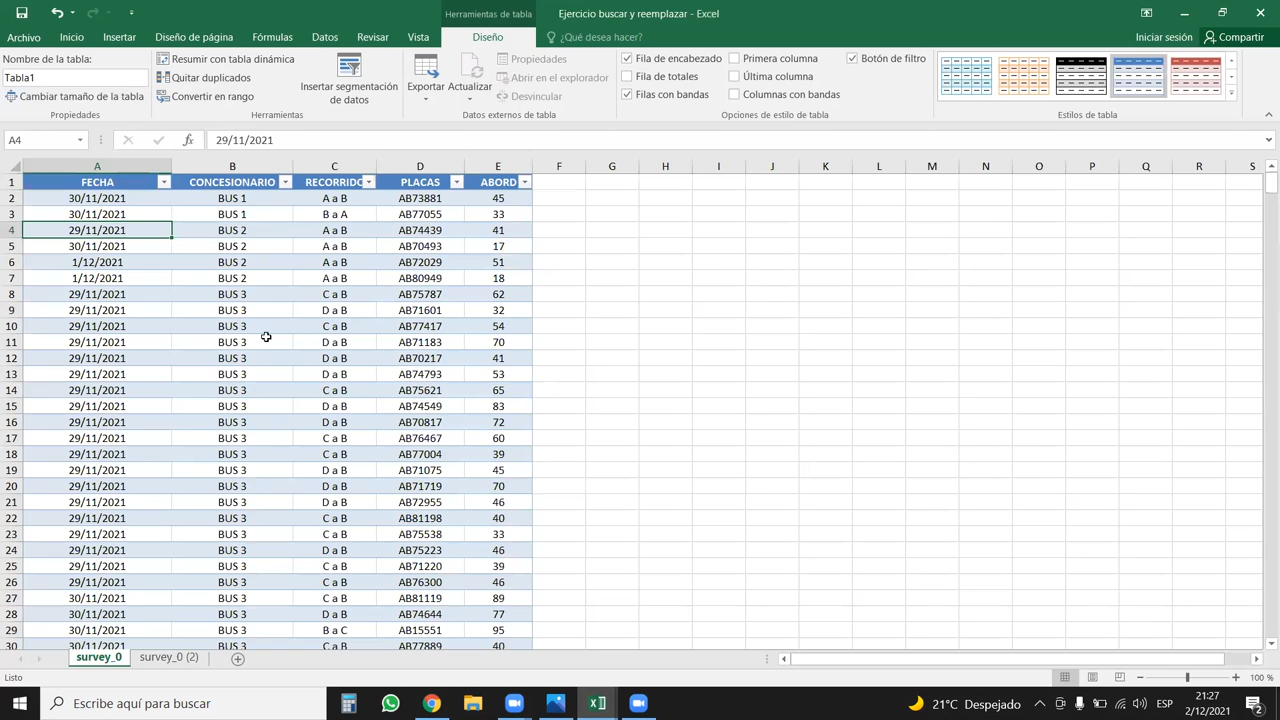 Herramientas de tabla
Ejercicio buscar y reemplazar - Excel
Archivo Inicio Insertar Diseño de página Fórmulas Datos Revisar Vista Diseño ¿Qué desea hacer? Iniciar sesión Compartir
Nombre de la tabla:
Tabla1
Cambiar tamaño de la tabla
Propiedades
Resumir con tabla dinámica
Quitar duplicados
Convertir en rango
Insertar segmentación
de datos
Herramientas
Exportar Actualizar
Propiedades
Abrir en el explorador
Desvincular
Datos externos de tabla
Fila de encabezado Primera columna Botón de filtro
Fila de totales Última columna
Filas con bandas Columnas con bandas
Opciones de estilo de tabla
Estilos de tabla
A4 fx 29/11/2021
A B C D E F G H I J K L M N O P Q R S
1 FECHA CONCESIONARIO RECORRIDO PLACAS ABORD
2 30/11/2021 BUS 1 A a B AB73881 45
3 30/11/2021 BUS 1 B a A AB77055 33
4 29/11/2021 BUS 2 A a B AB74439 41
5 30/11/2021 BUS 2 A a B AB70493 17
6 1/12/2021 BUS 2 A a B AB72029 51
7 1/12/2021 BUS 2 A a B AB80949 18
8 29/11/2021 BUS 3 C a B AB75787 62
9 29/11/2021 BUS 3 D a B AB71601 32
10 29/11/2021 BUS 3 C a B AB77417 54
11 29/11/2021 BUS 3 D a B AB71183 70
12 29/11/2021 BUS 3 D a B AB70217 41
13 29/11/2021 BUS 3 D a B AB74793 53
14 29/11/2021 BUS 3 C a B AB75621 65
15 29/11/2021 BUS 3 D a B AB74549 83
16 29/11/2021 BUS 3 D a B AB70817 72
17 29/11/2021 BUS 3 C a B AB76467 60
18 29/11/2021 BUS 3 C a B AB77004 39
19 29/11/2021 BUS 3 D a B AB71075 45
20 29/11/2021 BUS 3 D a B AB71719 70
21 29/11/2021 BUS 3 D a B AB72955 46
22 29/11/2021 BUS 3 C a B AB81198 40
23 29/11/2021 BUS 3 C a B AB75538 33
24 29/11/2021 BUS 3 D a B AB75223 46
25 29/11/2021 BUS 3 C a B AB71220 39
26 29/11/2021 BUS 3 C a B AB76300 46
27 30/11/2021 BUS 3 C a B AB81119 89
28 30/11/2021 BUS 3 D a B AB74644 77
29 30/11/2021 BUS 3 B a C AB15551 95
30 30/11/2021 BUS 3 C a B AB77889 40
survey_0 survey_0 (2)
Listo 100 %
Escribe aquí para buscar
21°C Despejado ESP 21:27
2/12/2021 2